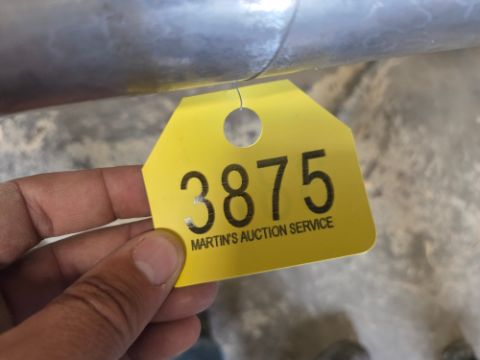 3875
MARTIN'S AUCTION SERVICE